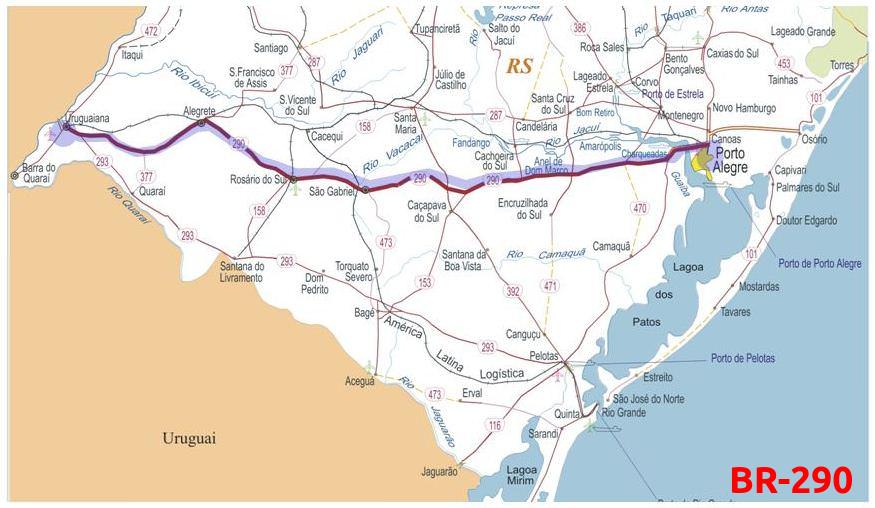 Represa
Passo Real
Rio Taquari
Rio Antas
472
Tupanciretã
Salto do
Jacuí
386
Lageado Grande
Itaqui
Santiago
287
Rio Jaguari
Rio
Roca Sales
Bento
Gonçalves
Caxias do Sul
453
Torres
Rio Ibicuí
S.Francisco
de Assis
377
Júlio de
Castilho
RS
Lageado
Estrela
Corvo
Tainhas
Porto de Estrela
101
S.Vicente
do Sul
Santa Cruz
do Sul
Bom Retiro
Novo Hamburgo
Uruguaiana
Alegrete
Santa
Maria
287
Candelária
Montenegro
158
Cacequi
Rio Jacuí
Canoas
Osório
290
Rio Vacacaí
Fandango
Amarópolis
293
Cachoeira
do Sul
Anel de
Dom Marco
Charqueadas
Porto
Alegre
Barra do
Quaraí
377
Rosário do Sul
São Gabriel
290
290
Guaíba
Capivari
Quaraí
Palmares do Sul
Rio Quaraí
158
Caçapava
do Sul
Encruzilhada
do Sul
470
Doutor Edgardo
293
473
Camaquã
101
293
Santana da
Boa Vista
Rio Camaquã
Lagoa
dos
Patos
Porto de Porto Alegre
Santana do
Livramento
Dom
Pedrito
Torquato
Severo
153
392
471
Mostardas
Bagé
Tavares
América
Latina
Logística
Canguçu
293
Pelotas
Porto de Pelotas
Aceguá
Rio
Jaguarão
473
Erval
Estreito
São José do Norte
116
Quinta
Rio Grande
Uruguai
Sarandi
Jaguarão
Lagoa
Mirim
BR-290